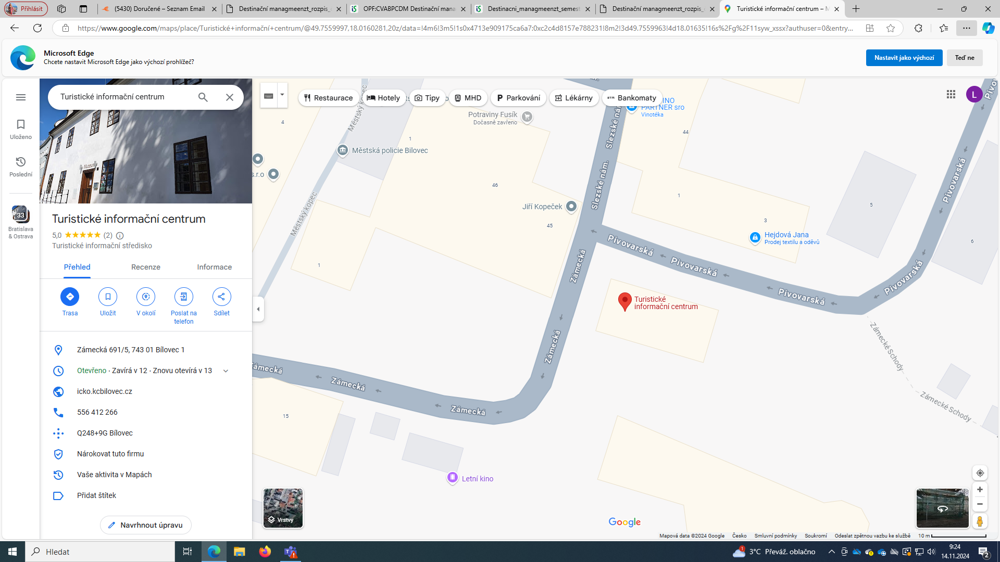 Přihlásit
(5430) Doručené – Seznam Email
Destinační managmeenzt_rozpis_
OPF:CVABPCDM Destinační mana
Destinacni_managmeenzt_semest
Destinační managmeenzt_rozpis_
Turistické informační centrum – M
https://www.google.com/maps/place/Turistické+informační+centrum/@49.7559997,18.0160281,20z/data=!4m6!3m5!1s0x4713e909175ca6a7:0xc2c4d8157e788231!8m2!3d49.7559963!4d18.01635!16s%2Fg%2F11syw_xssx?authuser=0&entry...
Microsoft Edge
Chcete nastavit Microsoft Edge jako výchozí prohlížeč?
Nastavit jako výchozí
Teď ne
Turistické informační centrum
Uloženo
Poslední
33
Bratislava
& Ostrava
Muzeum
Turistické informační centrum
5,0 (2)
Turistické informační středisko
Přehled
Recenze
Informace
Trasa
Uložit
V okolí
Poslat na
telefon
Sdílet
Zámecká 691/5, 743 01 Bílovec 1
Otevřeno · Zavírá v 12 · Znovu otevírá v 13
icko.kcbilovec.cz
556 412 266
Q248+9G Bílovec
Nárokovat tuto firmu
Vaše aktivita v Mapách
Přidat štítek
Navrhnout úpravu
Restaurace
Hotely
Tipy
MHD
Parkování
Lékárny
Bankomaty
L
INO
PARTNER sro
Vinotéka
Potraviny Fusík
Dočasně zavřeno
Městský kopec
Městský kopec
Městská policie Bilovec
s.r.o
4
1
46
44
1
3
5
6
45
1
15
Jiří Kopeček
Slezské nám.
Slezské nám.
Hejdová Jana
Prodej textilu a oděvů
Pivovarská
Pivovarská
Pivovarská
Pivovarská
Pivovarská
Zámecká
Zámecká
Zámecká
Zámecká
Zámecká
Turistické
informační centrum
Zámecké Schody
Zámecké Schody
Letní kino
Vrstvy
Google
Mapová data ©2024 Google
Česko
Smluvní podmínky
Soukromí
Odeslat zpětnou vazbu ke službě
10 m
Hledat
1
3°C Převáž. oblačno
9:24
14.11.2024
2